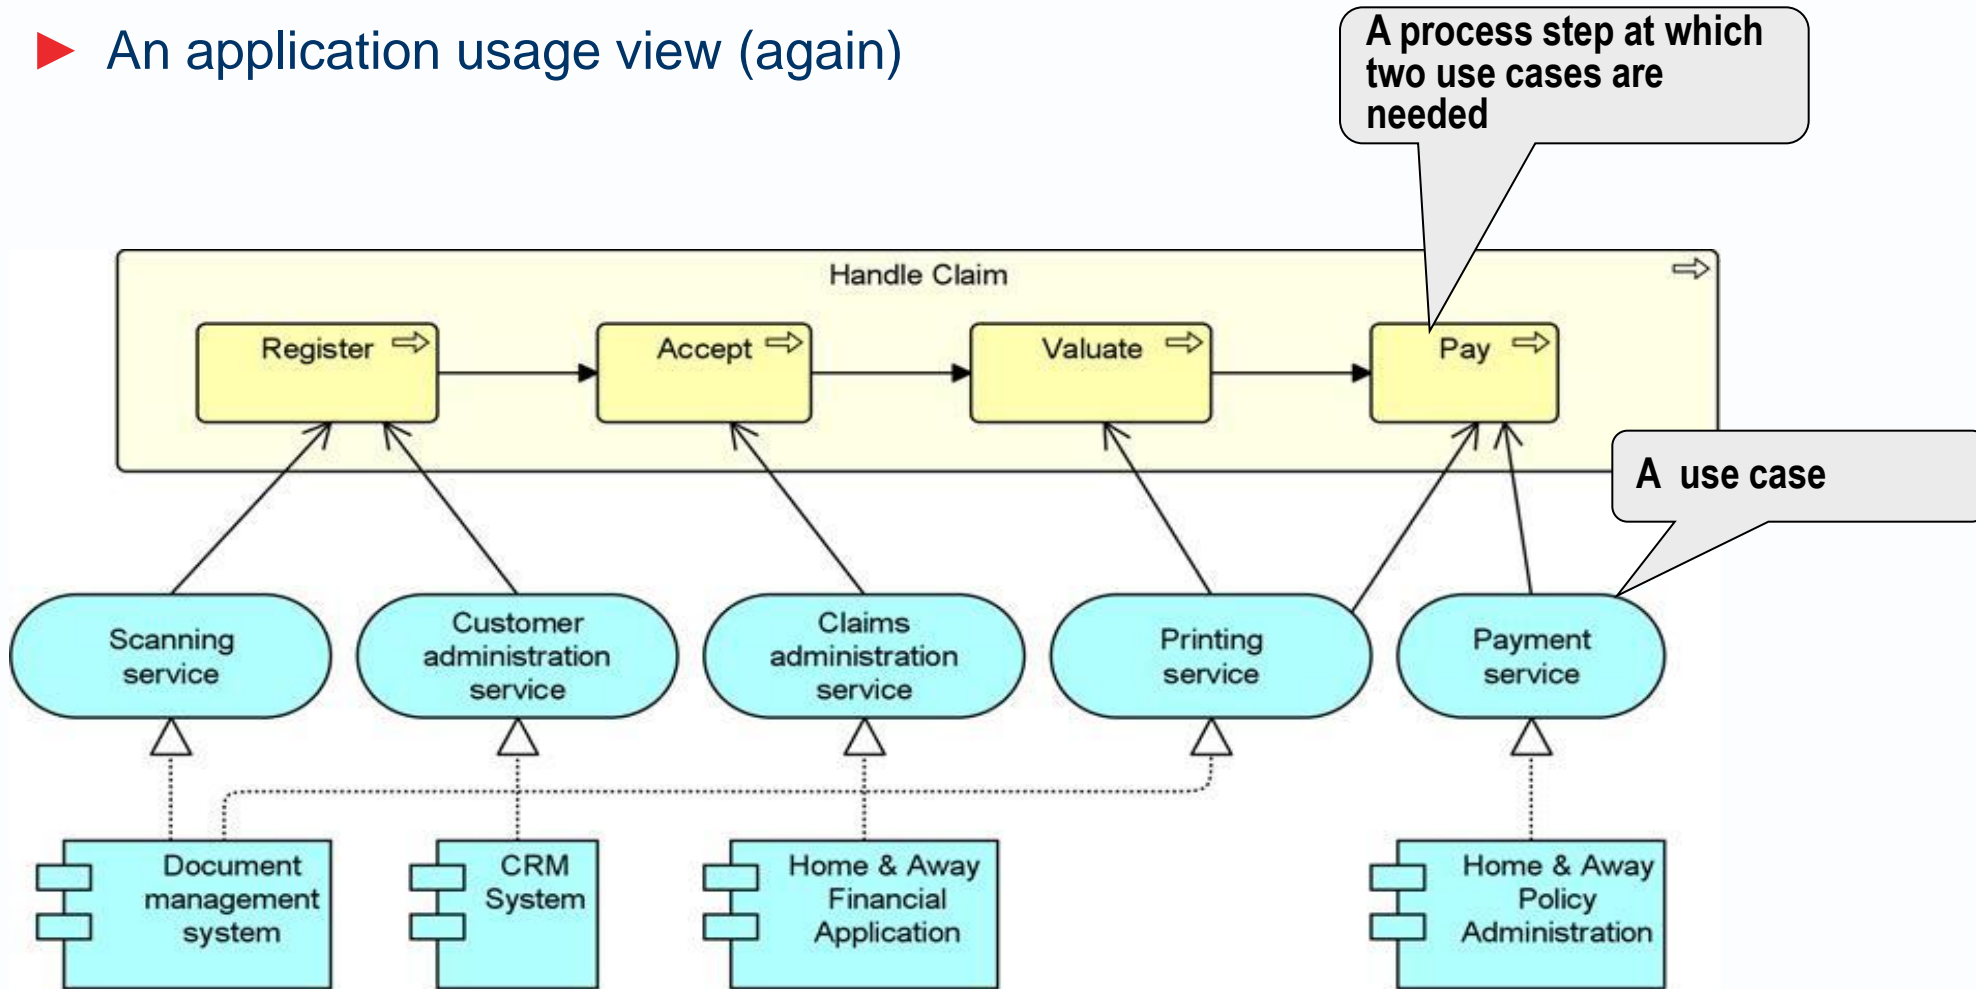 An application usage view (again)
A process step at which
two use cases are
needed
Handle Claim
Register
Accept
Valuate
Pay
A use case
Scanning
service
Customer
administration
service
Claims
administration
service
Printing
service
Payment
service
Document
management
system
CRM
System
Home & Away
Financial
Application
Home & Away
Policy
Administration